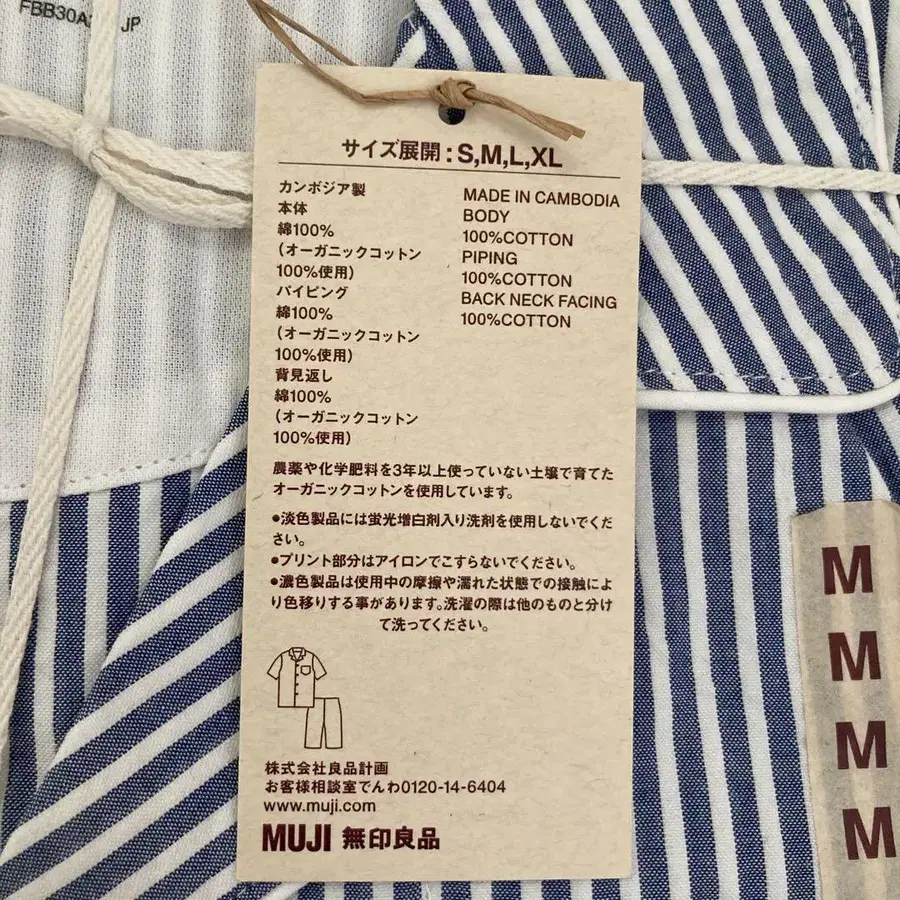 JP
サイズ展開：S,M,L,XL
カンボジア製
本体
綿100%
（オーガニックコットン
100%使用）
パイピング
綿100%
（オーガニックコットン
100%使用）
背見返し
綿100%
（オーガニックコットン
100%使用）
MADE IN CAMBODIA
BODY
100%COTTON
PIPING
100%COTTON
BACK NECK FACING
100%COTTON
農薬や化学肥料を3年以上使っていない土壌で育てた
オーガニックコットンを使用しています。
●淡色製品には蛍光増白剤入り洗剤を使用しないでくだ
さい。
●プリント部分はアイロンでこすらないでください。
●濃色製品は使用中の摩擦や濡れた状態での接触によ
り色移りする事があります。洗濯の際は他のものと分け
て洗ってください。
株式会社良品計画
お客様相談室でんわ0120-14-6404
www.muji.com
MUJI 無印良品
M
M
M
M